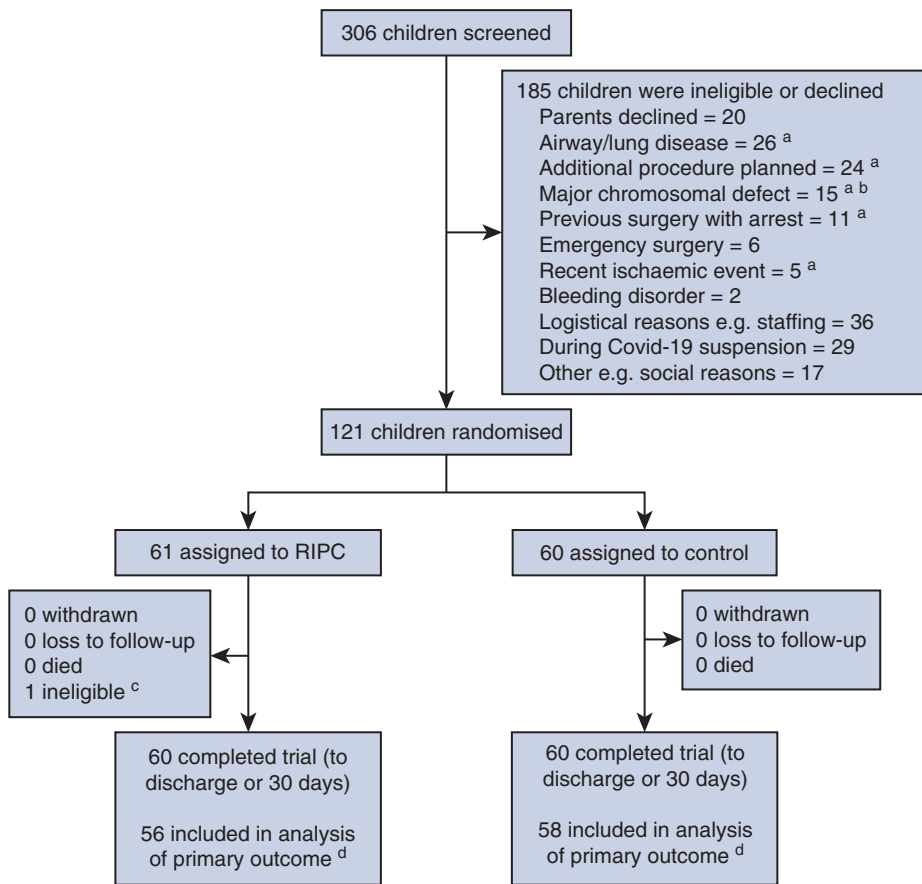 306 children screened
185 children were ineligible or declined
Parents declined = 20
Airway/lung disease = 26 a
Additional procedure planned = 24 a
Major chromosomal defect = 15 a b
Previous surgery with arrest = 11 a
Emergency surgery = 6
Recent ischaemic event = 5 a
Bleeding disorder = 2
Logistical reasons e.g. staffing = 36
During Covid-19 suspension = 29
Other e.g. social reasons = 17
121 children randomised
61 assigned to RIPC
60 assigned to control
0 withdrawn
0 loss to follow-up
0 died
1 ineligible c
0 withdrawn
0 loss to follow-up
0 died
60 completed trial (to
discharge or 30 days)
56 included in analysis
of primary outcome d
60 completed trial (to
discharge or 30 days)
58 included in analysis
of primary outcome d